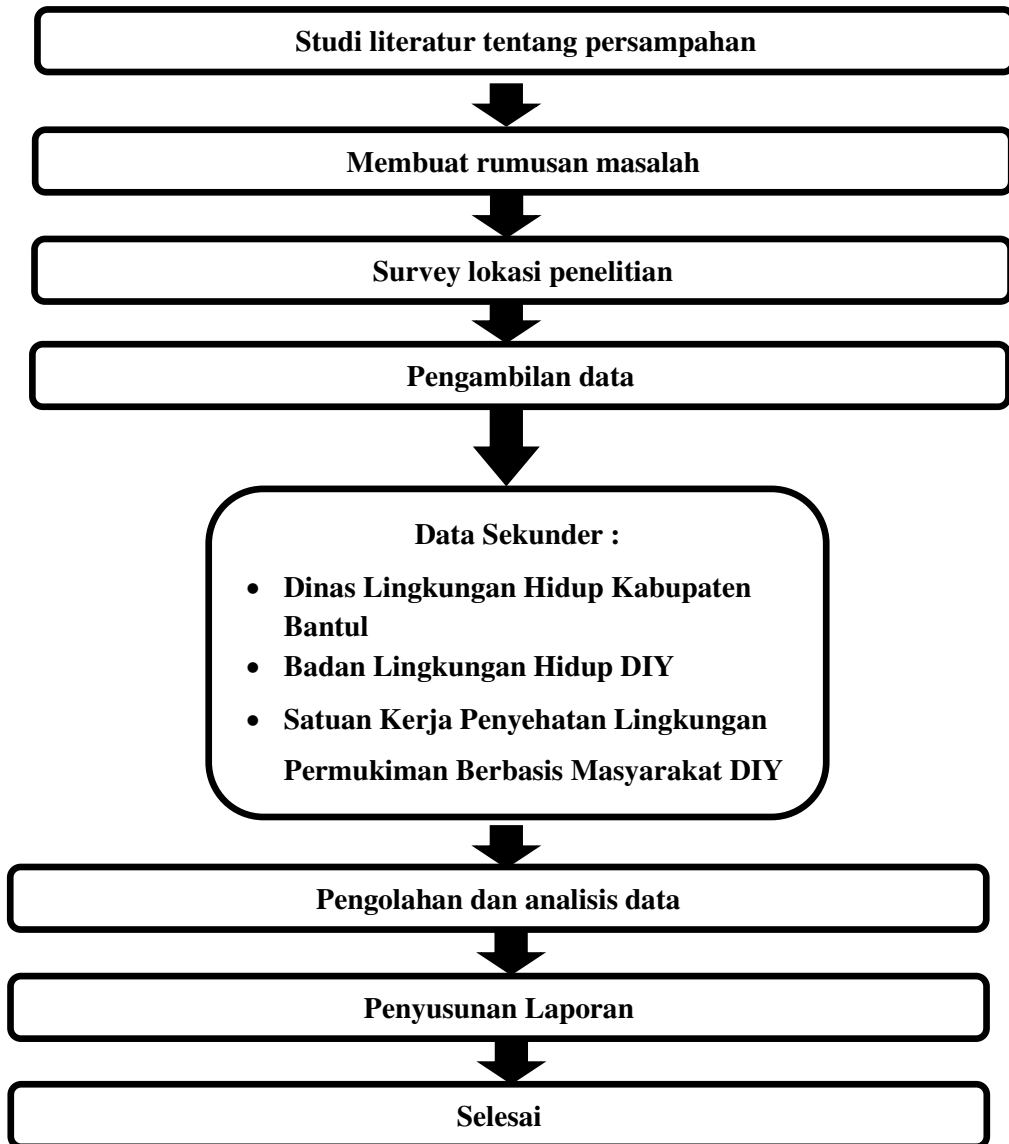 Studi literatur tentang persampahan
Membuat rumusan masalah
Survey lokasi penelitian
Pengambilan data
Data Sekunder :
• Dinas Lingkungan Hidup Kabupaten
Bantul
• Badan Lingkungan Hidup DIY
• Satuan Kerja Penyehatan Lingkungan
Permukiman Berbasis Masyarakat DIY
Pengolahan dan analisis data
Penyusunan Laporan
Selesai